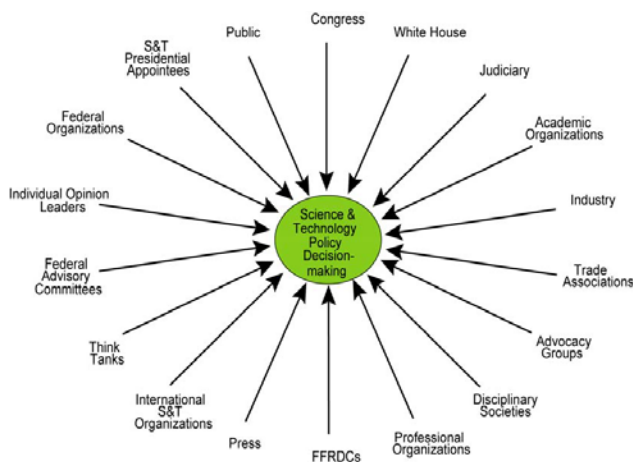 Congress
Public
White House
S&T
Presidential
Appointees
Judiciary
Federal
Organizations
Academic
Organizations
Individual Opinion
Leaders
Industry
Science &
Technology
Policy
Decision-
making
Federal
Advisory
Committees
Trade
Associations
Think
Tanks
Advocacy
Groups
International
S&T
Organizations
Disciplinary
Societies
Press
FFRDCs
Professional
Organizations